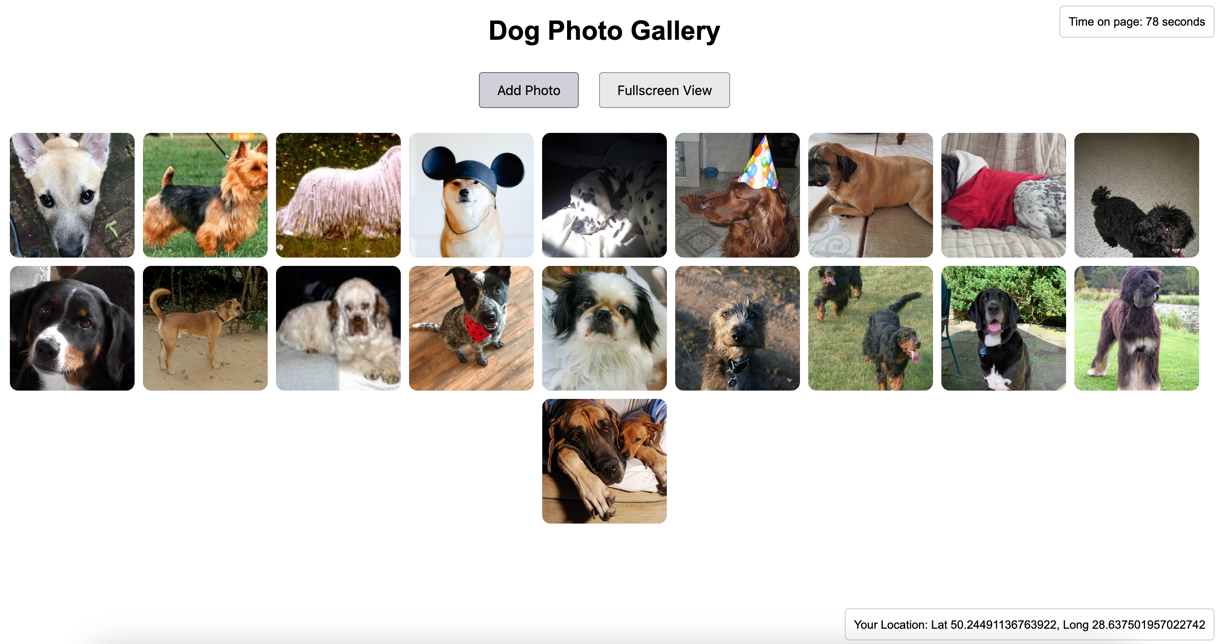 Dog Photo Gallery
Time on page: 78 seconds
Add Photo
Fullscreen View
Your Location: Lat 50.24491136763922, Long 28.637501957022742